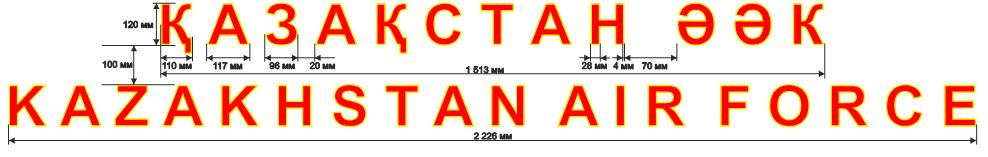 ҚАЗАҚСТАН ӘӘК
120 мм
110 мм 117 мм 96 мм 20 мм 28 мм 4 мм 70 мм
100 мм
1 513 мм
KAZAKHSTAN AIR FORCE
2 226 мм